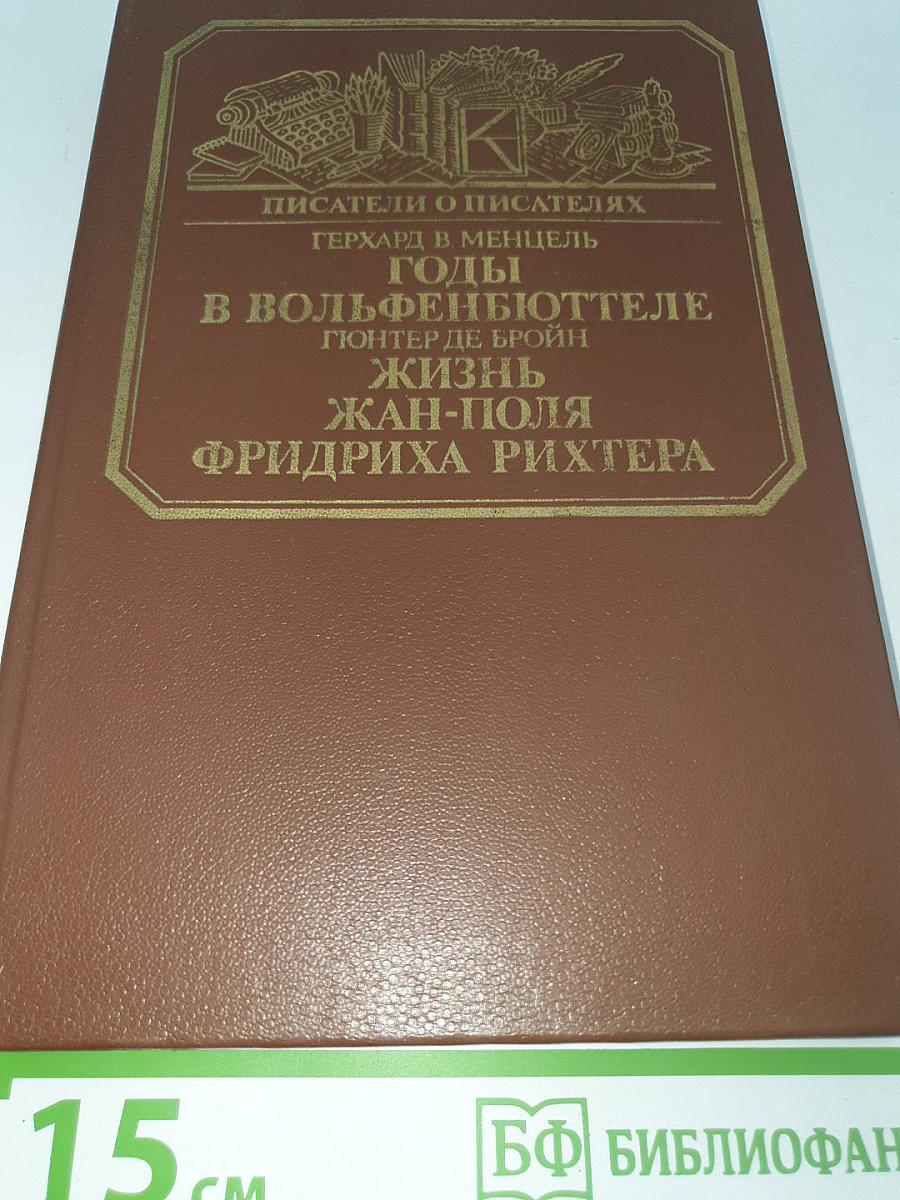 ПИСАТЕЛИ О ПИСАТЕЛЯХ
ГЕРХАРД В. МЕНЦЕЛЬ
ГОДЫ
В ВОЛЬФЕНБЮТТЕЛЕ
ГЮНТЕР ДЕ БРОЙН
ЖИЗНЬ
ЖАН-ПОЛЯ
ФРИДРИХА РИХТЕРА
15 см
БФ БИБЛИОФАН